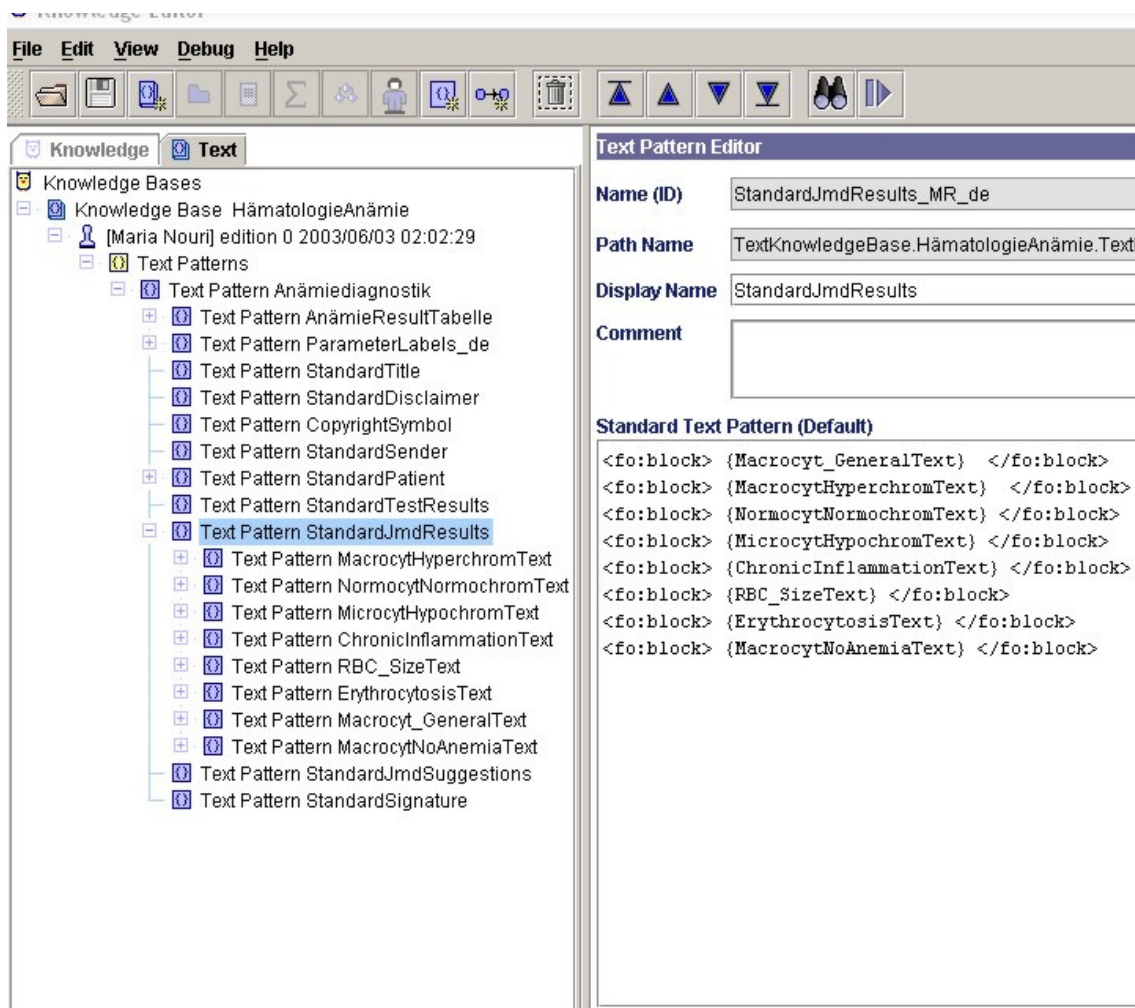 Knowledge Editor
File Edit View Debug Help
Knowledge Text
Knowledge Bases
Knowledge Base HämatologieAnämie
[Maria Nouri] edition 0 2003/06/03 02:02:29
Text Patterns
Text Pattern Anämiediagnostik
Text Pattern AnämieResultTabelle
Text Pattern ParameterLabels_de
Text Pattern StandardTitle
Text Pattern StandardDisclaimer
Text Pattern CopyrightSymbol
Text Pattern StandardSender
Text Pattern StandardPatient
Text Pattern StandardTestResults
Text Pattern StandardJmdResults
Text Pattern MacrocytHyperchromText
Text Pattern NormocytNormochromText
Text Pattern MicrocytHypochromText
Text Pattern ChronicInflammationText
Text Pattern RBC_SizeText
Text Pattern ErythrocytosisText
Text Pattern Macrocyt_GeneralText
Text Pattern MacrocytNoAnemiaText
Text Pattern StandardJmdSuggestions
Text Pattern StandardSignature
Text Pattern Editor
Name (ID) StandardJmdResults_MR_de
Path Name TextKnowledgeBase.HämatologieAnämie.Text
Display Name StandardJmdResults
Comment
Standard Text Pattern (Default)
<fo:block> {Macrocyt_GeneralText}  </fo:block>
<fo:block> {MacrocytHyperchromText}  </fo:block>
<fo:block> {NormocytNormochromText} </fo:block>
<fo:block> {MicrocytHypochromText} </fo:block>
<fo:block> {ChronicInflammationText} </fo:block>
<fo:block> {RBC_SizeText} </fo:block>
<fo:block> {ErythrocytosisText} </fo:block>
<fo:block> {MacrocytNoAnemiaText} </fo:block>